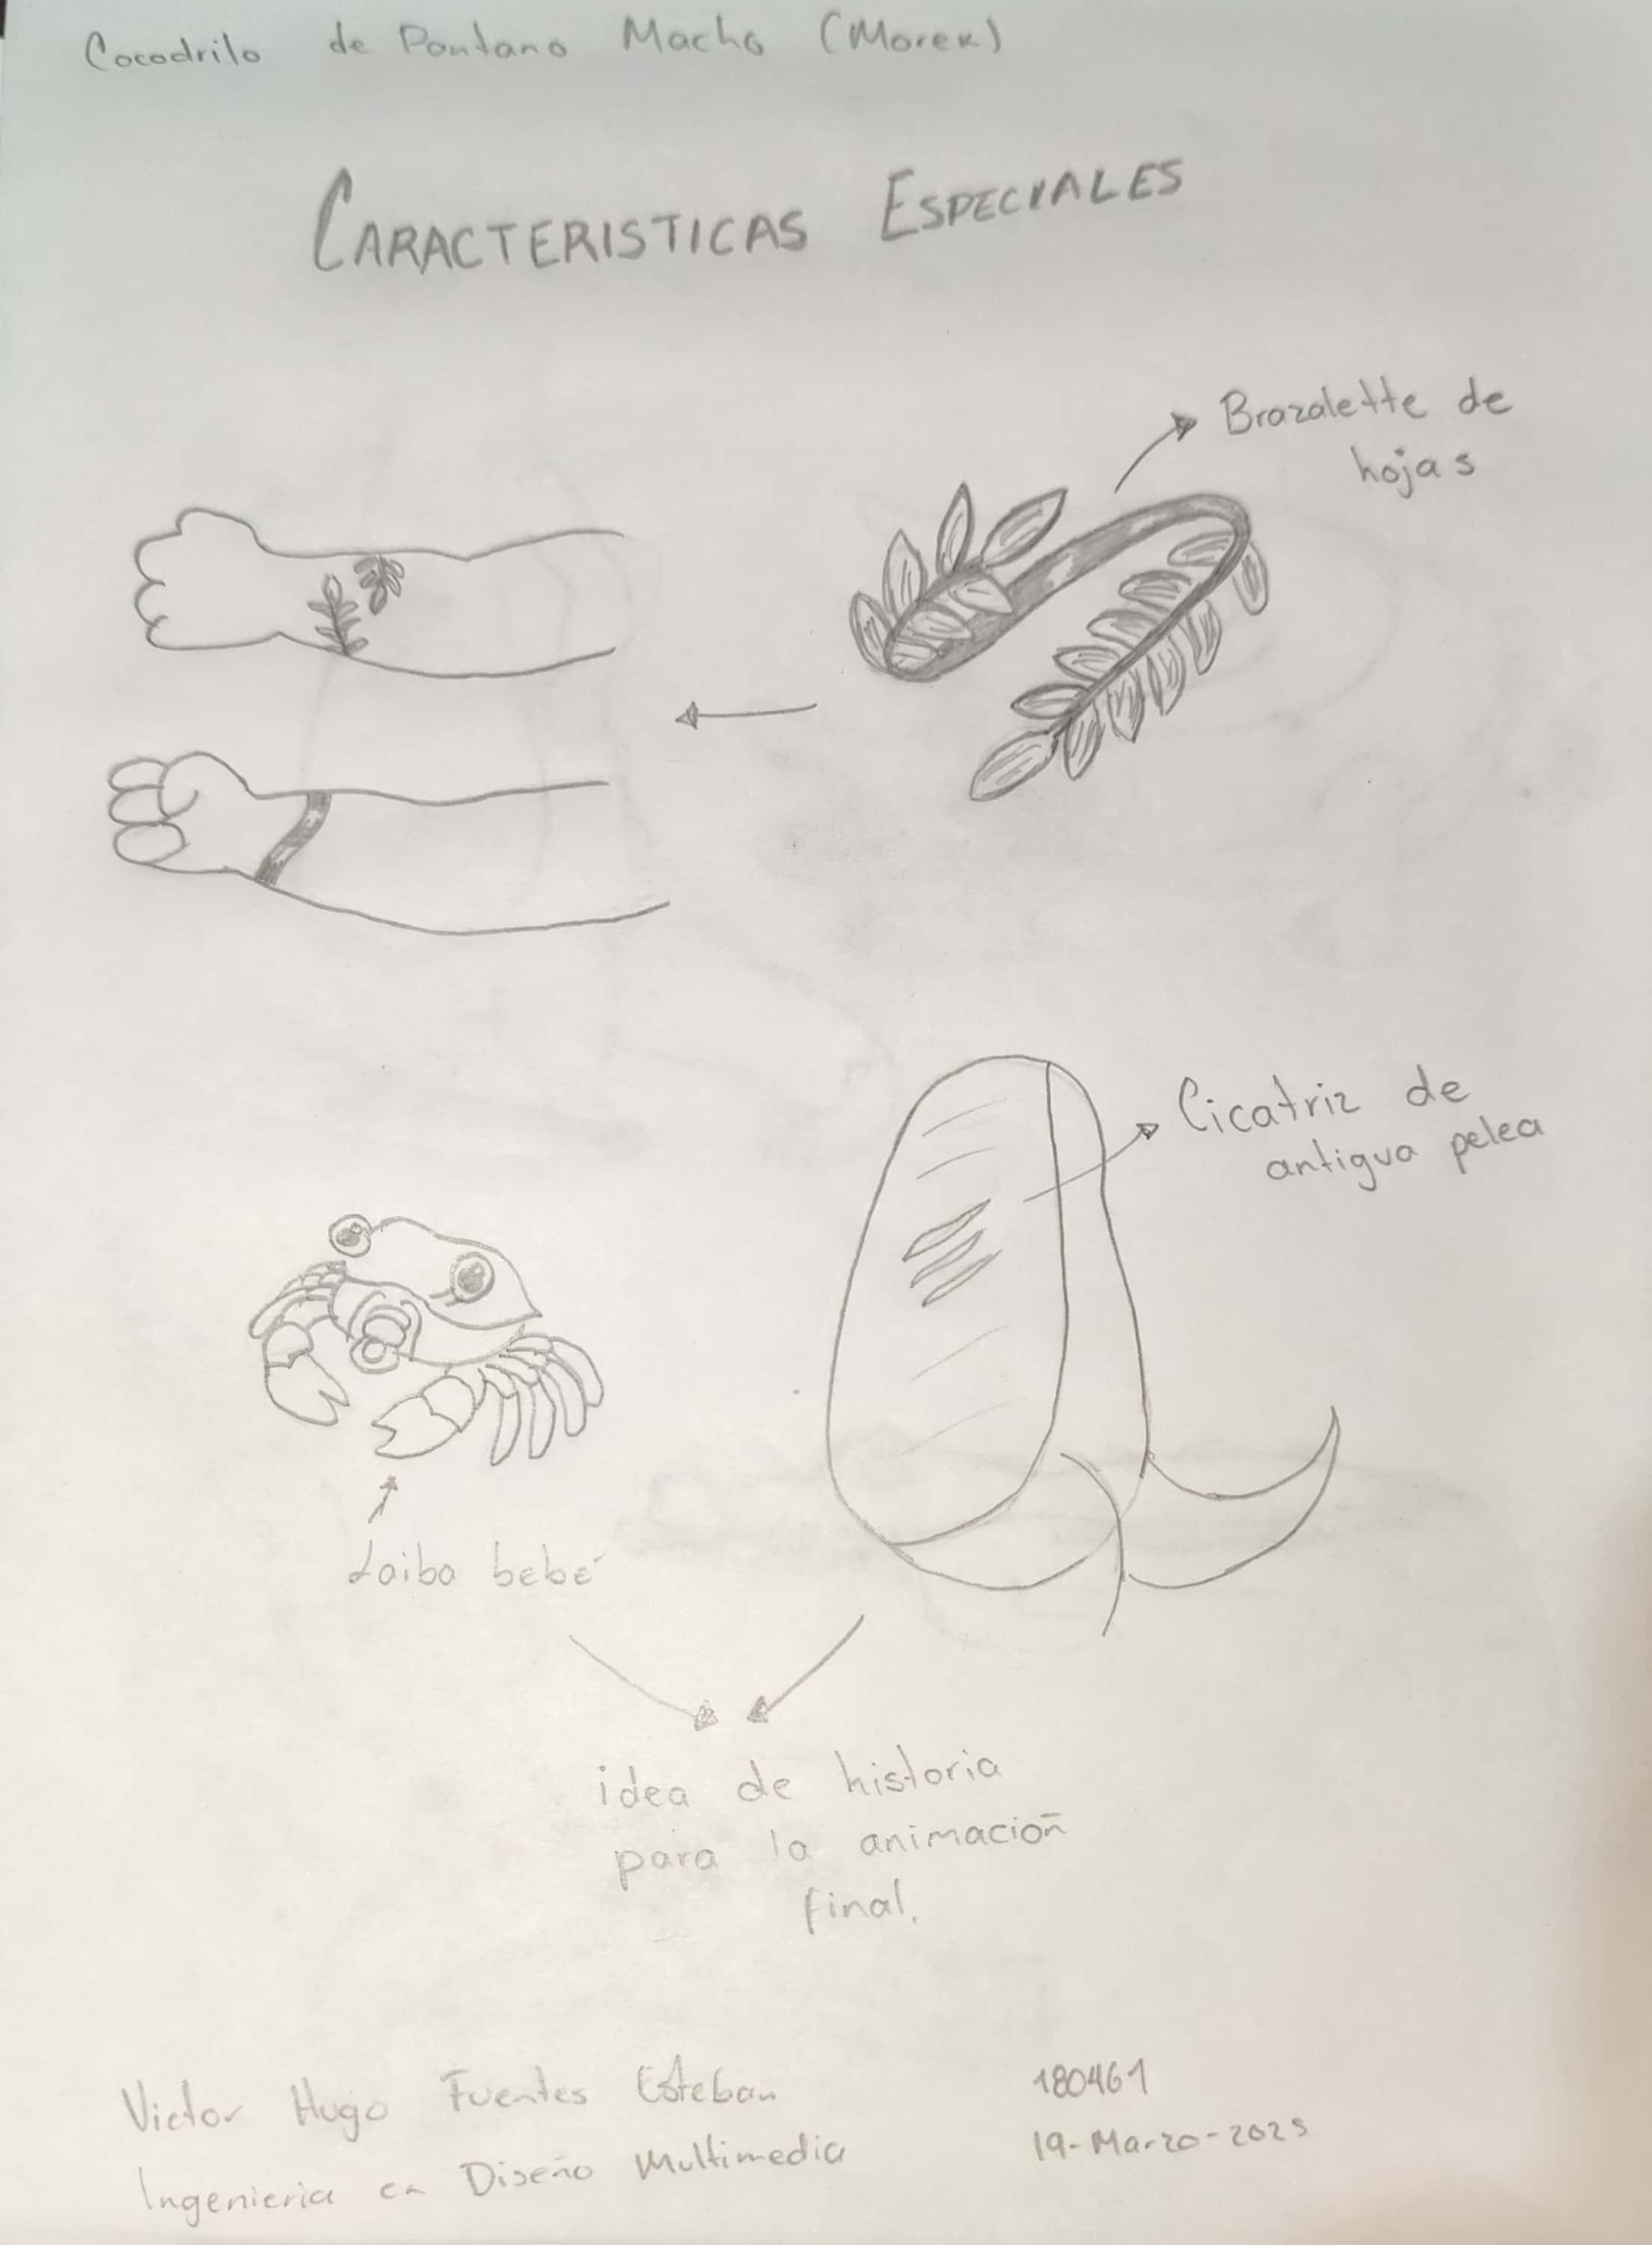 Cocodrilo de Pantano Macho (Morek)
CARACTERISTICAS ESPECIALES
Brazalette de
hojas
Cicatriz de
antigua pelea
Jaiba bebé
idea de historia
para la animación
final.
Victor Hugo Fuentes Esteban
180461
Ingenieria en Diseño Multimedia
19-Marzo-2025